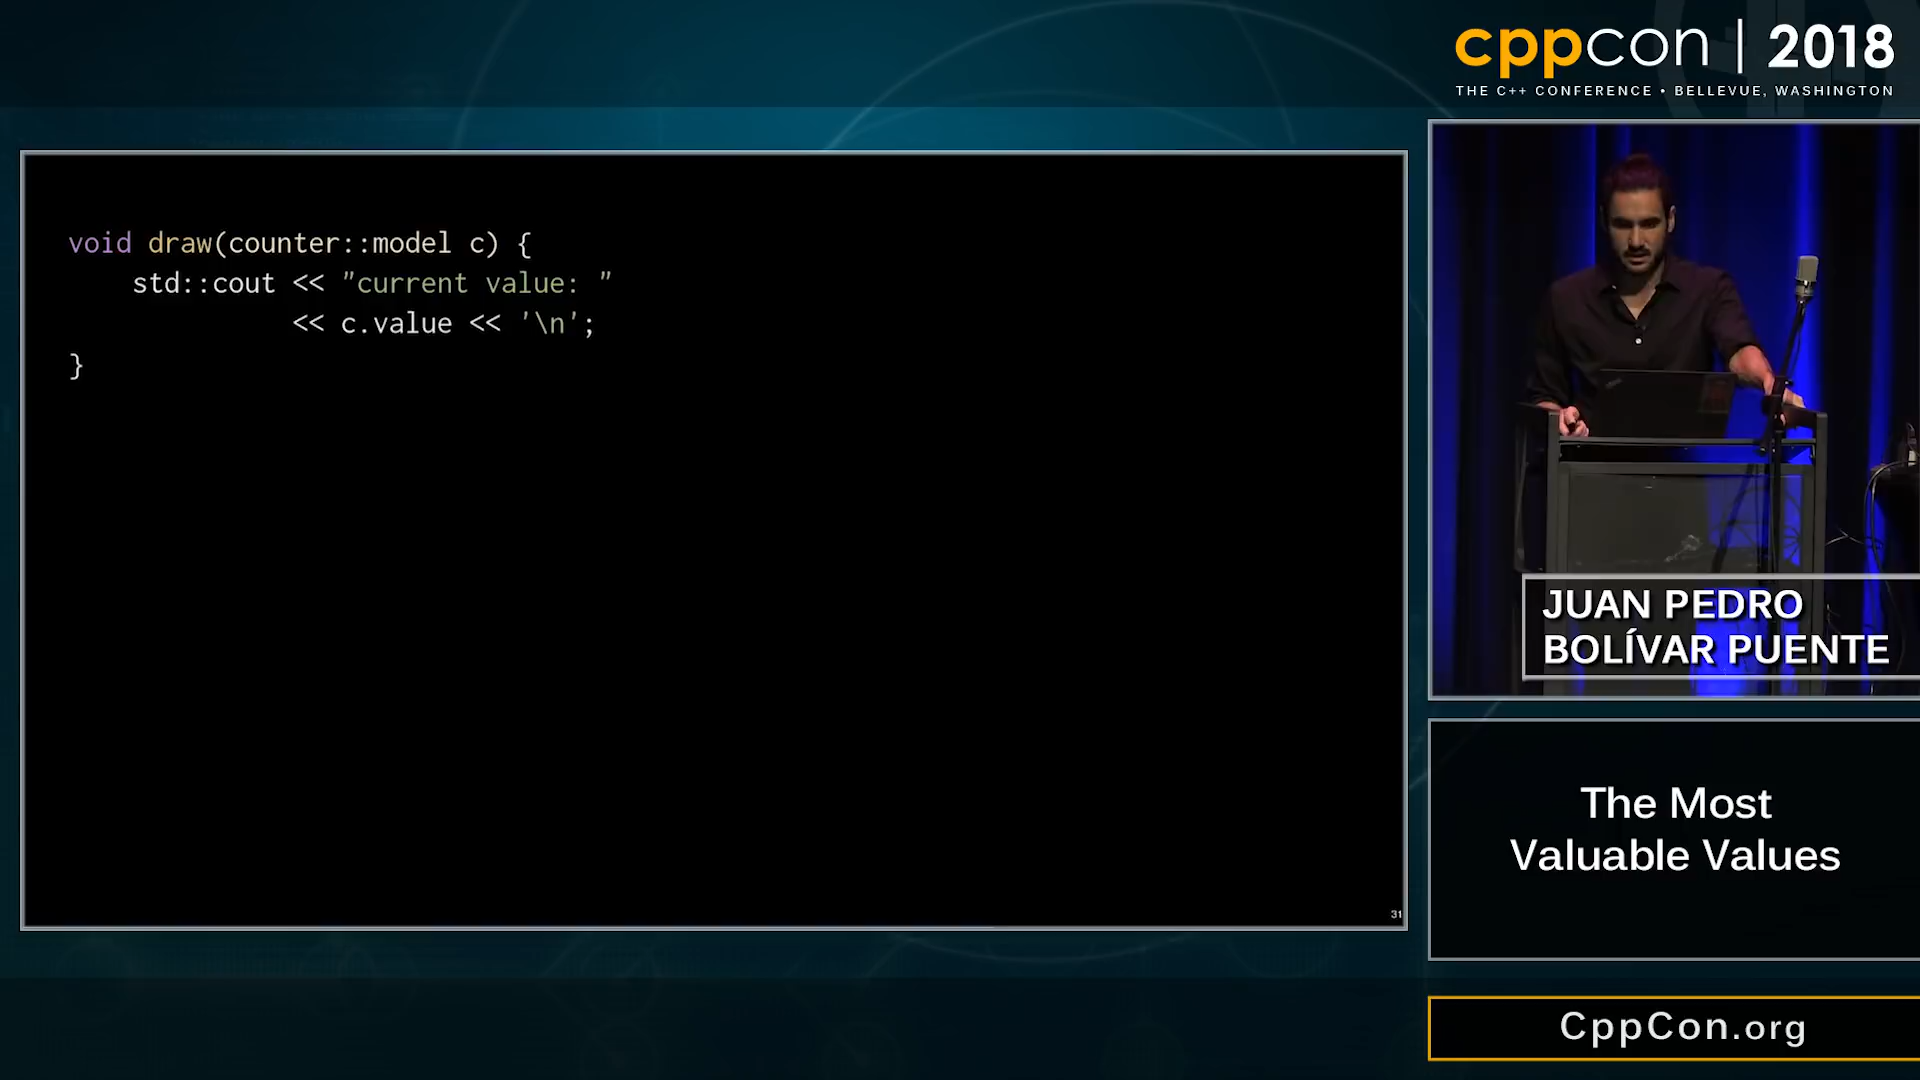 cppcon | 2018
THE C++ CONFERENCE • BELLEVUE, WASHINGTON
void draw(counter::model c) {
    std::cout << "current value: "
              << c.value << '\n';
}
31
JUAN PEDRO
BOLÍVAR PUENTE
The Most
Valuable Values
CppCon.org